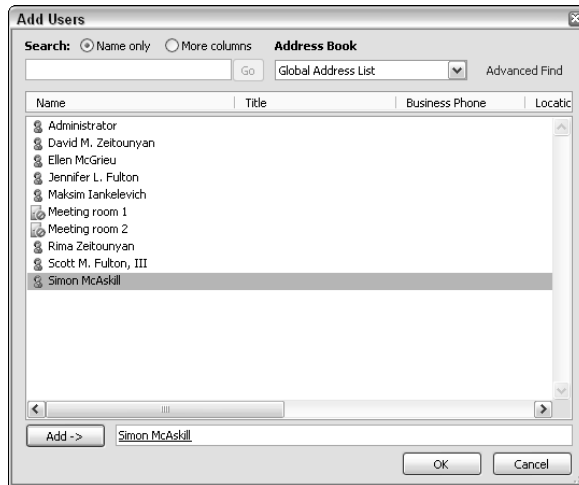 Add Users
Search: Name only More columns Address Book
Go Global Address List Advanced Find
Name Title Business Phone Locatic
Administrator
David M. Zeitounyan
Ellen McGrieu
Jennifer L. Fulton
Maksim Iankelevich
Meeting room 1
Meeting room 2
Rima Zeitounyan
Scott M. Fulton, III
Simon McAskill
Add -> Simon McAskill
OK Cancel